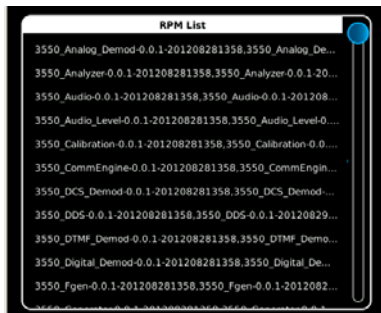 RPM List
3550_Analog_Demod-0.0.1-201208281358,3550_Analog_De...
3550_Analyzer-0.0.1-201208281358,3550_Analyzer-0.0.1-20...
3550_Audio-0.0.1-201208281358,3550_Audio-0.0.1-201208...
3550_Audio_Level-0.0.1-201208281358,3550_Audio_Level-0....
3550_Calibration-0.0.1-201208281358,3550_Calibration-0.0....
3550_CommEngine-0.0.1-201208281358,3550_CommEngin...
3550_DCS_Demod-0.0.1-201208281358,3550_DCS_Demod-...
3550_DDS-0.0.1-201208281358,3550_DDS-0.0.1-20120829...
3550_DTMF_Demod-0.0.1-201208281358,3550_DTMF_Demo...
3550_Digital_Demod-0.0.1-201208281358,3550_Digital_De...
3550_Fgen-0.0.1-201208281358,3550_Fgen-0.0.1-2012082...